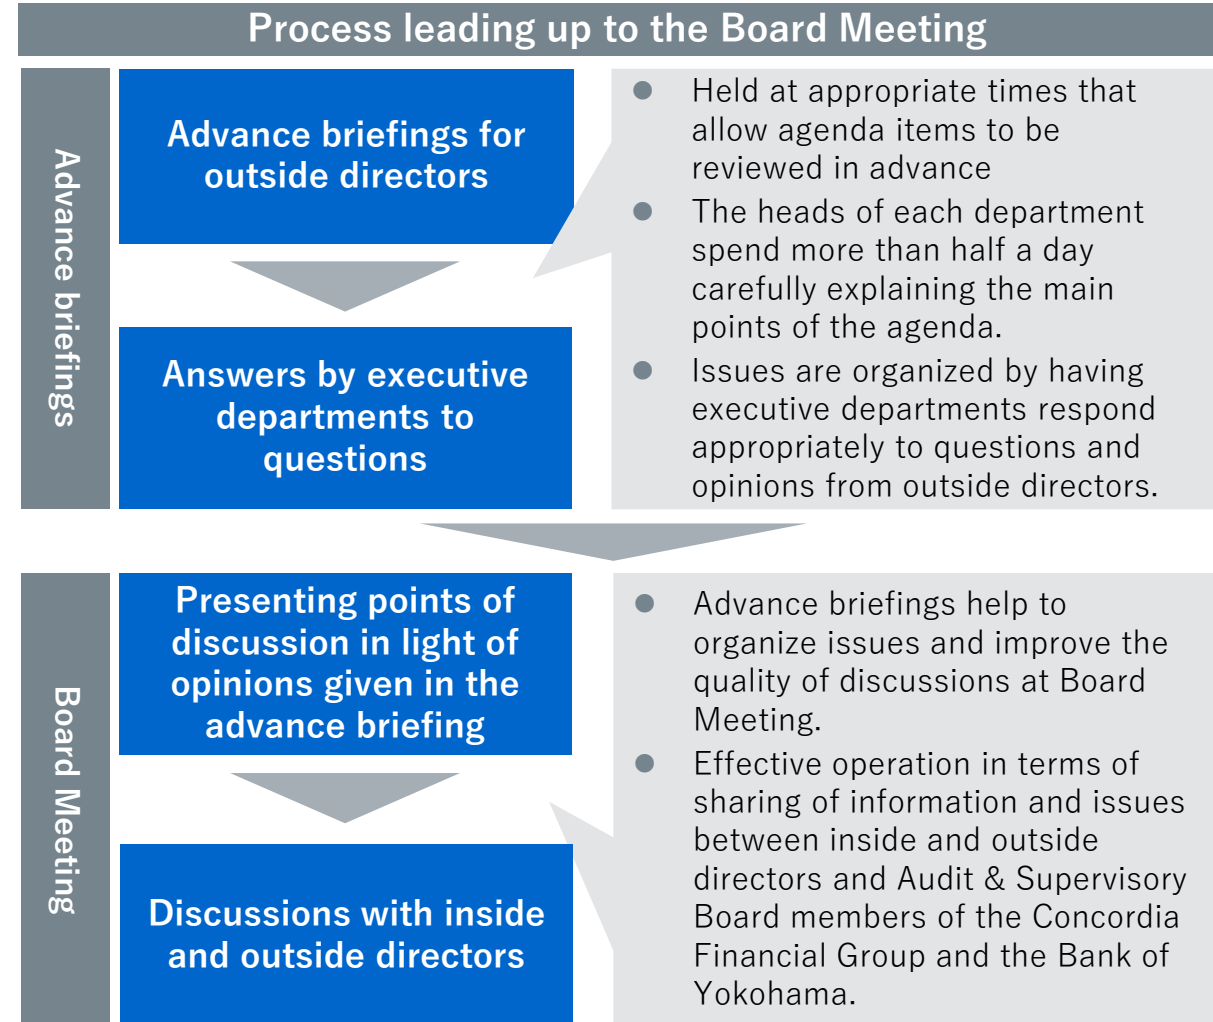 Process leading up to the Board Meeting
Advance briefings
Advance briefings for
outside directors
Answers by executive
departments to
questions
● Held at appropriate times that
allow agenda items to be
reviewed in advance
● The heads of each department
spend more than half a day
carefully explaining the main
points of the agenda.
● Issues are organized by having
executive departments respond
appropriately to questions and
opinions from outside directors.
Board Meeting
Presenting points of
discussion in light of
opinions given in the
advance briefing
Discussions with inside
and outside directors
● Advance briefings help to
organize issues and improve the
quality of discussions at Board
Meeting.
● Effective operation in terms of
sharing of information and issues
between inside and outside
directors and Audit & Supervisory
Board members of the Concordia
Financial Group and the Bank of
Yokohama.